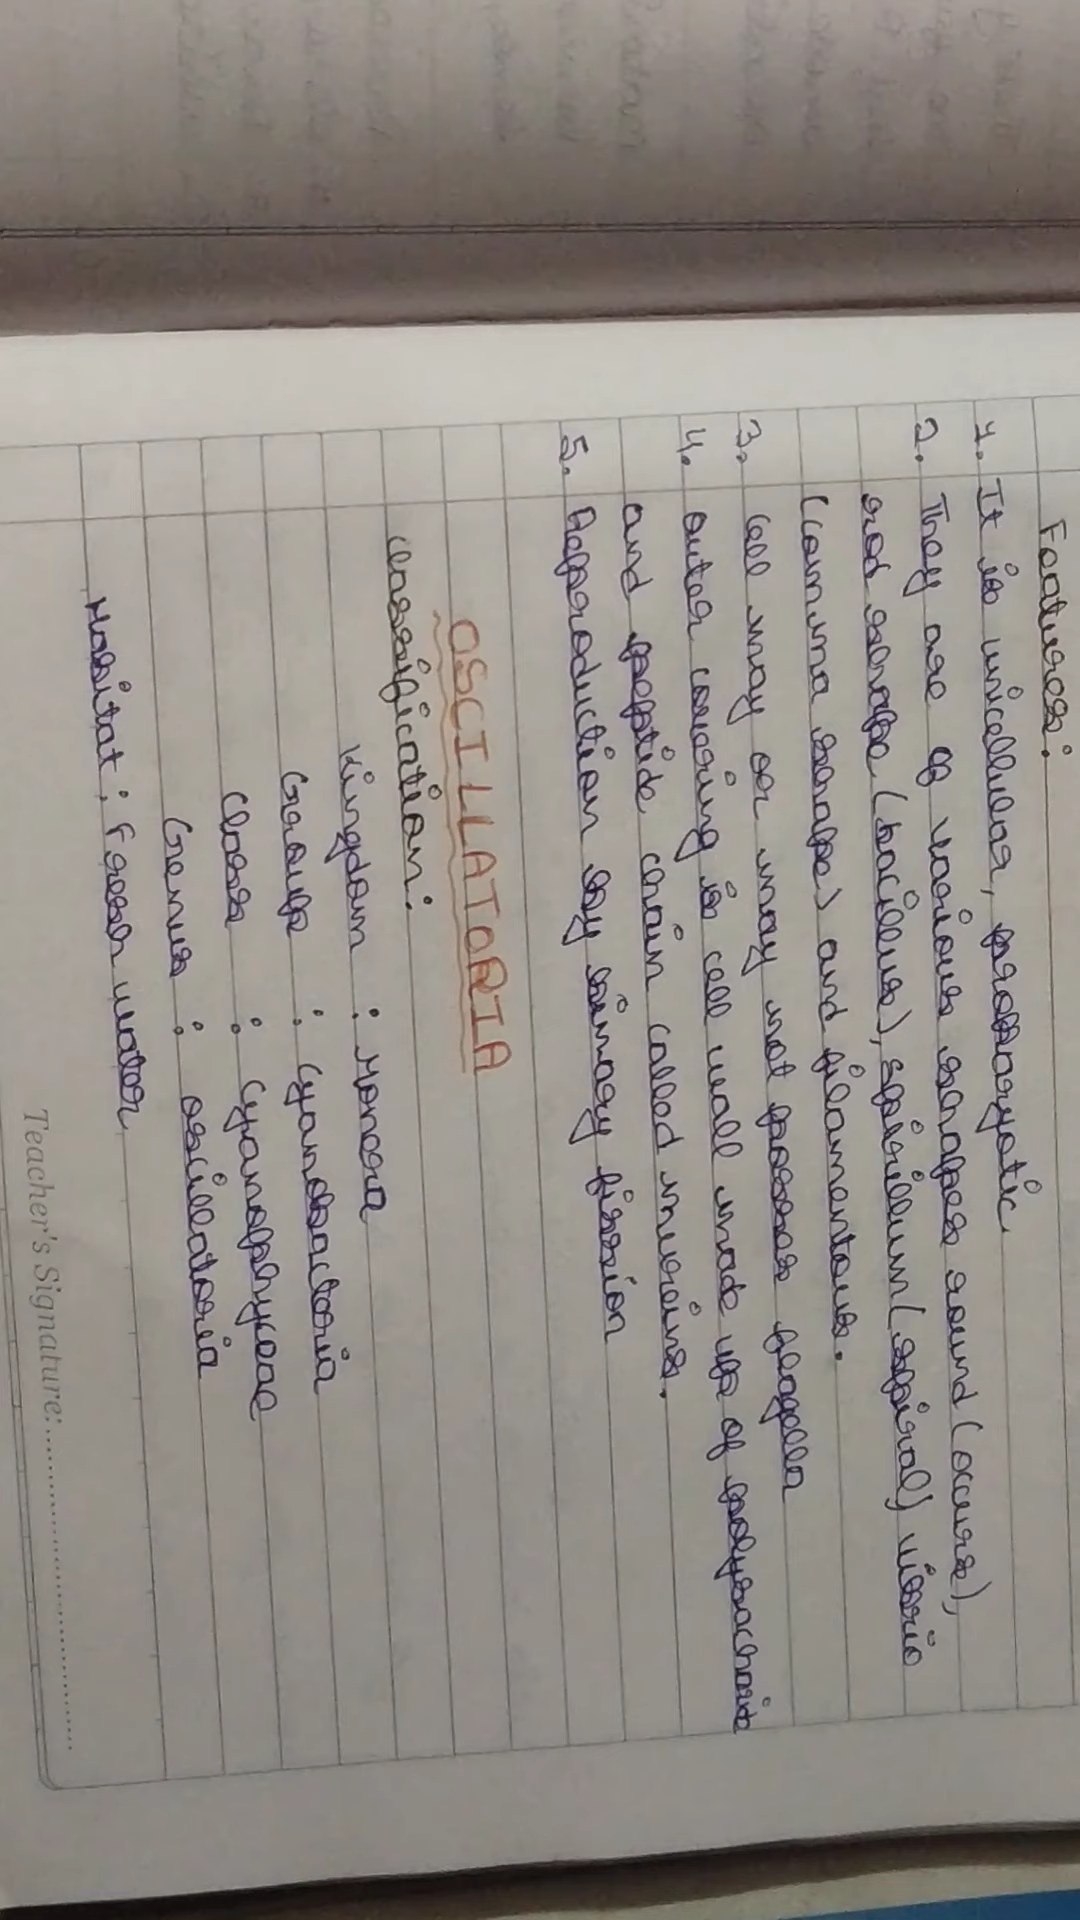 Features:
1. It is unicellular, prokaryotic.
2. They are of various shapes round (occurs),
rod shape (bacillus), spirillum (spiral) vibrio
(comma shape) and filamentous.
3. Cell may or may not possess flagella
4. outer covering is cell wall made up of polysacharid
and peptide chain called mureins.
5. Reproduction by binary fission
OSCILLATORIA
Classification:
Kingdom : Monera
Group : Cyanobacteria
Class : Cyanophyceae
Genus : oscillatoria
Habitat : Fresh water
Teacher's Signature: